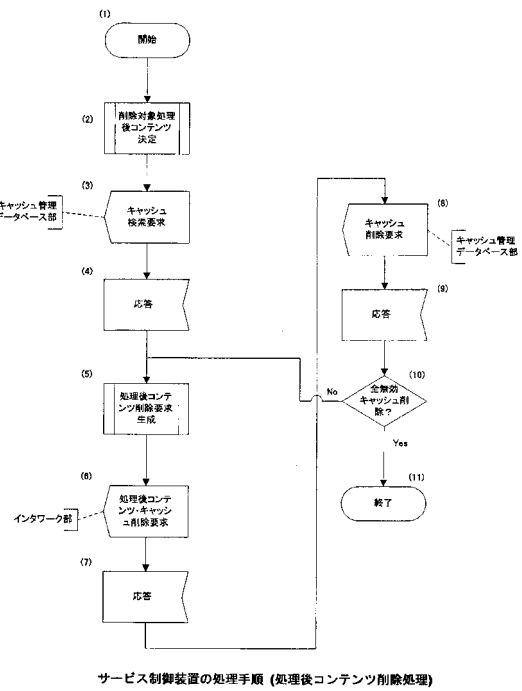 (1)
開始
(2)
削除対象処理
後コンテンツ
決定
(3)
キャッシュ管理
データベース部
キャッシュ
検索要求
(4)
応答
(5)
処理後コンテ
ンツ削除要求
生成
(6)
インタワーク部
処理後コンテ
ンツ・キャッシ
ュ削除要求
(7)
応答
(8)
キャッシュ
削除要求
キャッシュ管理
データベース部
(9)
応答
(10)
全無効
キャッシュ削
除?
No
Yes
(11)
終了
サービス制御装置の処理手順 (処理後コンテンツ削除処理)